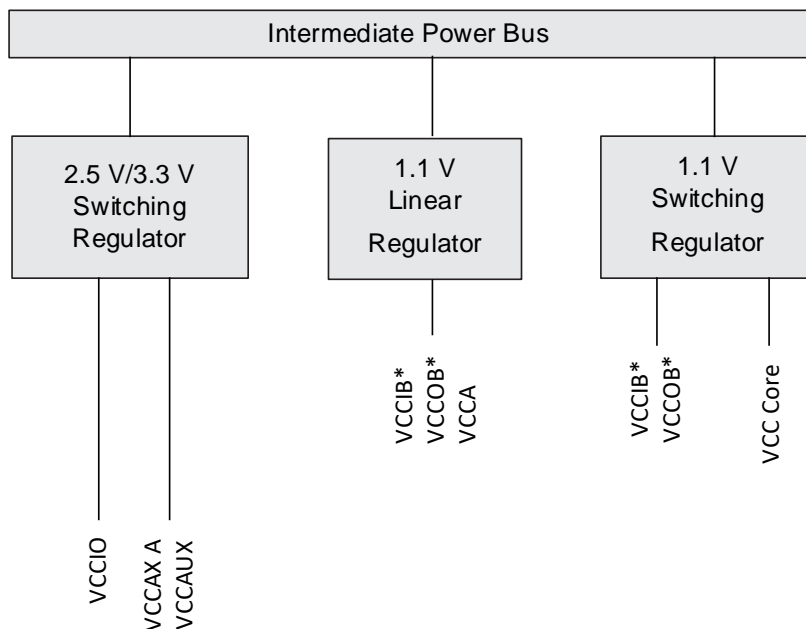 Intermediate Power Bus
2.5 V/3.3 V
Switching
Regulator
1.1 V
Linear
Regulator
1.1 V
Switching
Regulator
VCCIO
VCCAX A
VCCAUX
VCCIB*
VCCOB*
VCCA
VCCIB*
VCCOB*
VCC Core